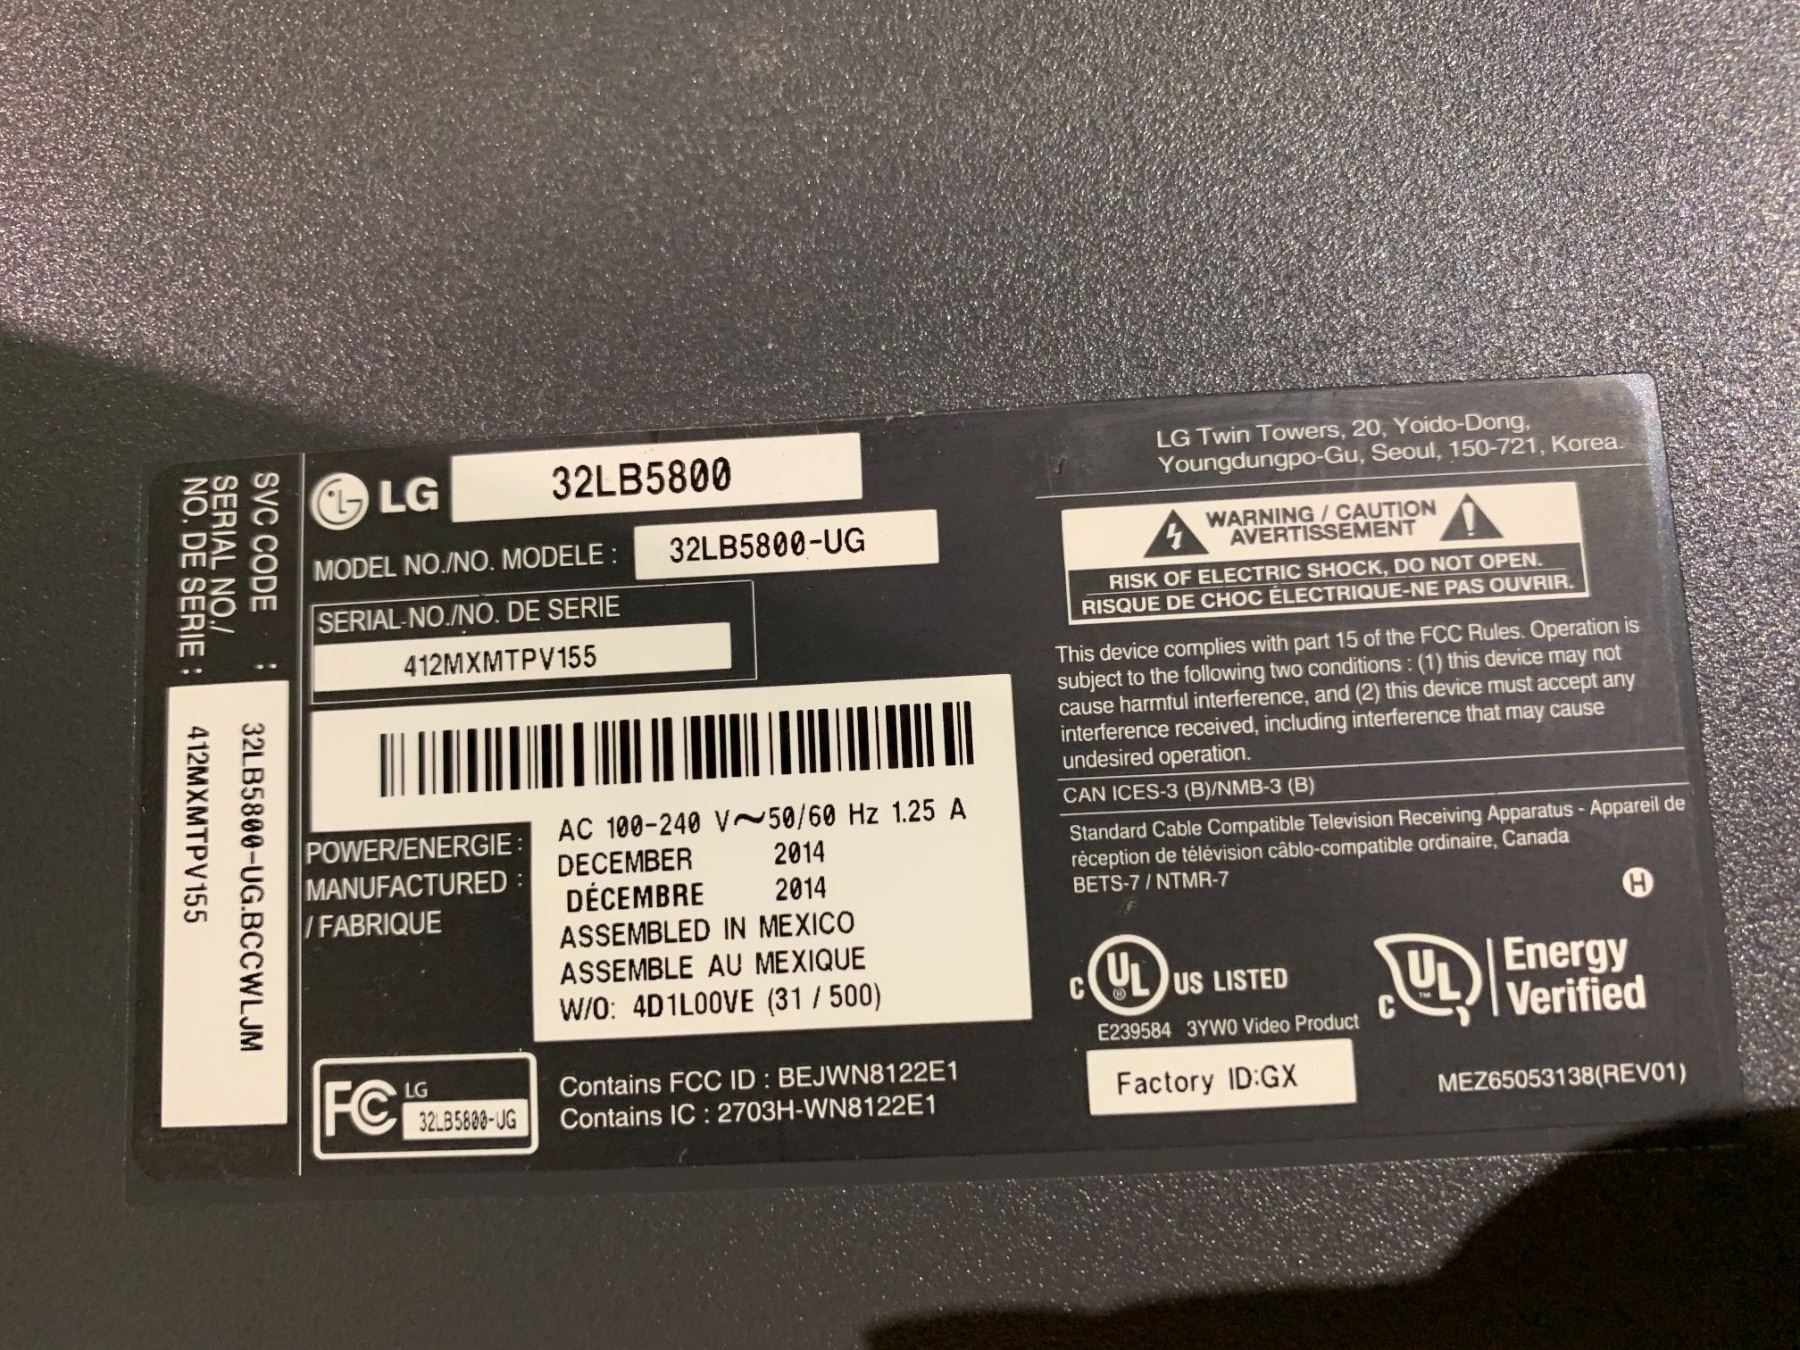 SVC CODE : 32LB5800-UG.BCCWLJM
SERIAL NO./
NO. DE SERIE : 412MXMTPV155
LG 32LB5800
MODEL NO./NO. MODELE : 32LB5800-UG
SERIAL NO./NO. DE SERIE
412MXMTPV155
POWER/ENERGIE : AC 100-240 V~50/60 Hz 1.25 A
MANUFACTURED : DECEMBER 2014
/ FABRIQUE DÉCEMBRE 2014
ASSEMBLED IN MEXICO
ASSEMBLE AU MEXIQUE
W/O: 4D1L00VE (31 / 500)
FC LG
32LB5800-UG
Contains FCC ID : BEJWN8122E1
Contains IC : 2703H-WN8122E1
LG Twin Towers, 20, Yoido-Dong,
Youngdungpo-Gu, Seoul, 150-721, Korea.
WARNING / CAUTION
AVERTISSEMENT
RISK OF ELECTRIC SHOCK, DO NOT OPEN.
RISQUE DE CHOC ÉLECTRIQUE-NE PAS OUVRIR.
This device complies with part 15 of the FCC Rules. Operation is
subject to the following two conditions : (1) this device may not
cause harmful interference, and (2) this device must accept any
interference received, including interference that may cause
undesired operation.
CAN ICES-3 (B)/NMB-3 (B)
Standard Cable Compatible Television Receiving Apparatus - Appareil de
réception de télévision câblo-compatible ordinaire, Canada
BETS-7 / NTMR-7
H
C UL ® US LISTED
E239584 3YW0 Video Product
C UL ™ Energy
Verified
Factory ID:GX
MEZ65053138(REV01)